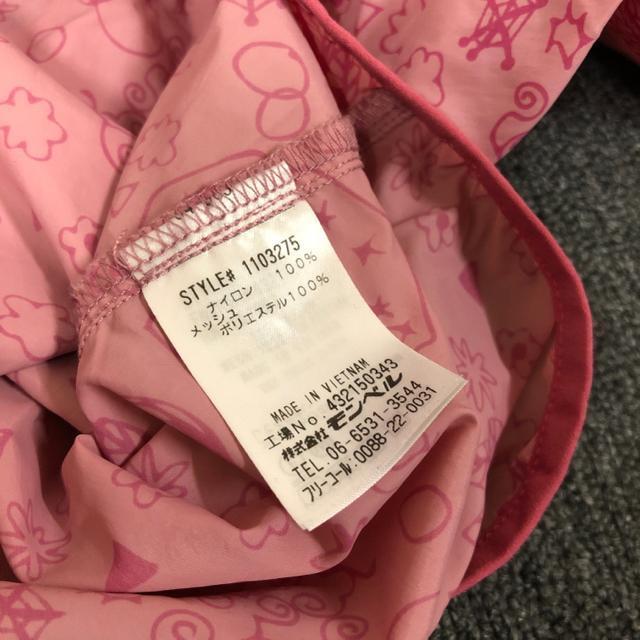 STYLE# 1103275
ナイロン 100%
メッシュ
ポリエステル100%
MADE IN VIETNAM
工場No. 432150343
株式会社 モンベル
TEL. 06-6531-3544
フリーコール. 0088-22-0031